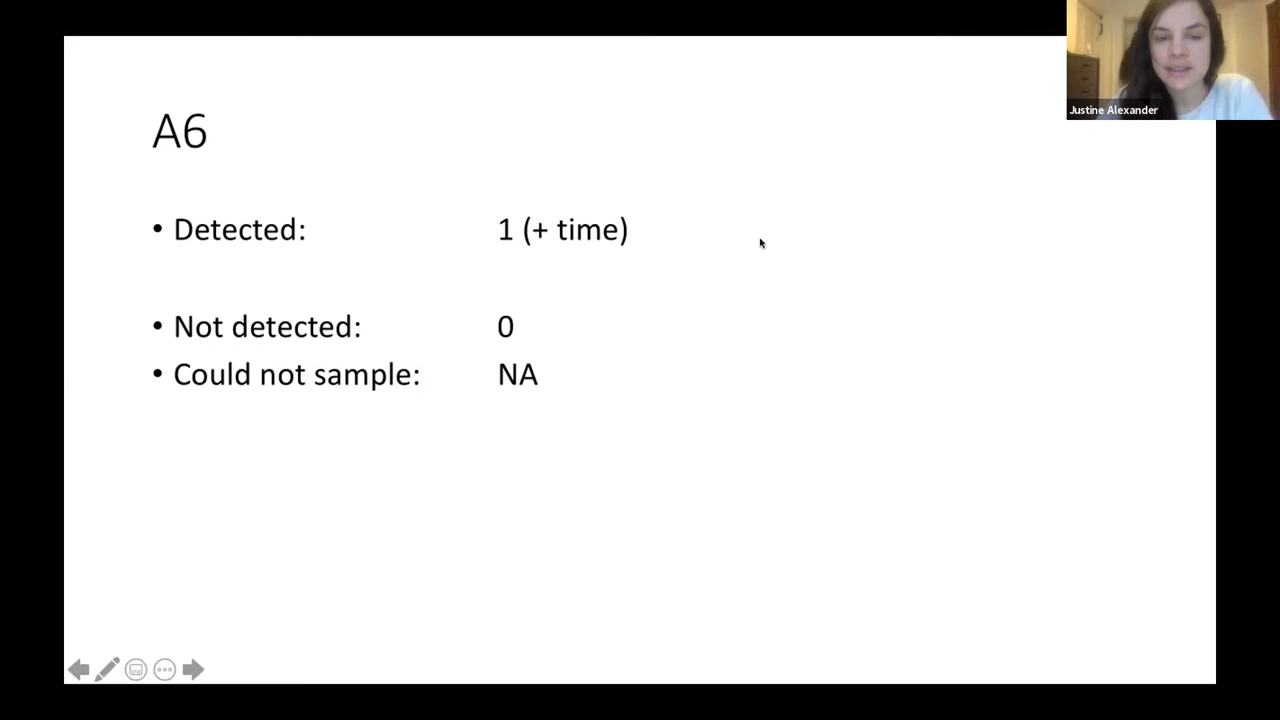 Justine Alexander
A6
• Detected: 1 (+ time)
• Not detected: 0
• Could not sample: NA